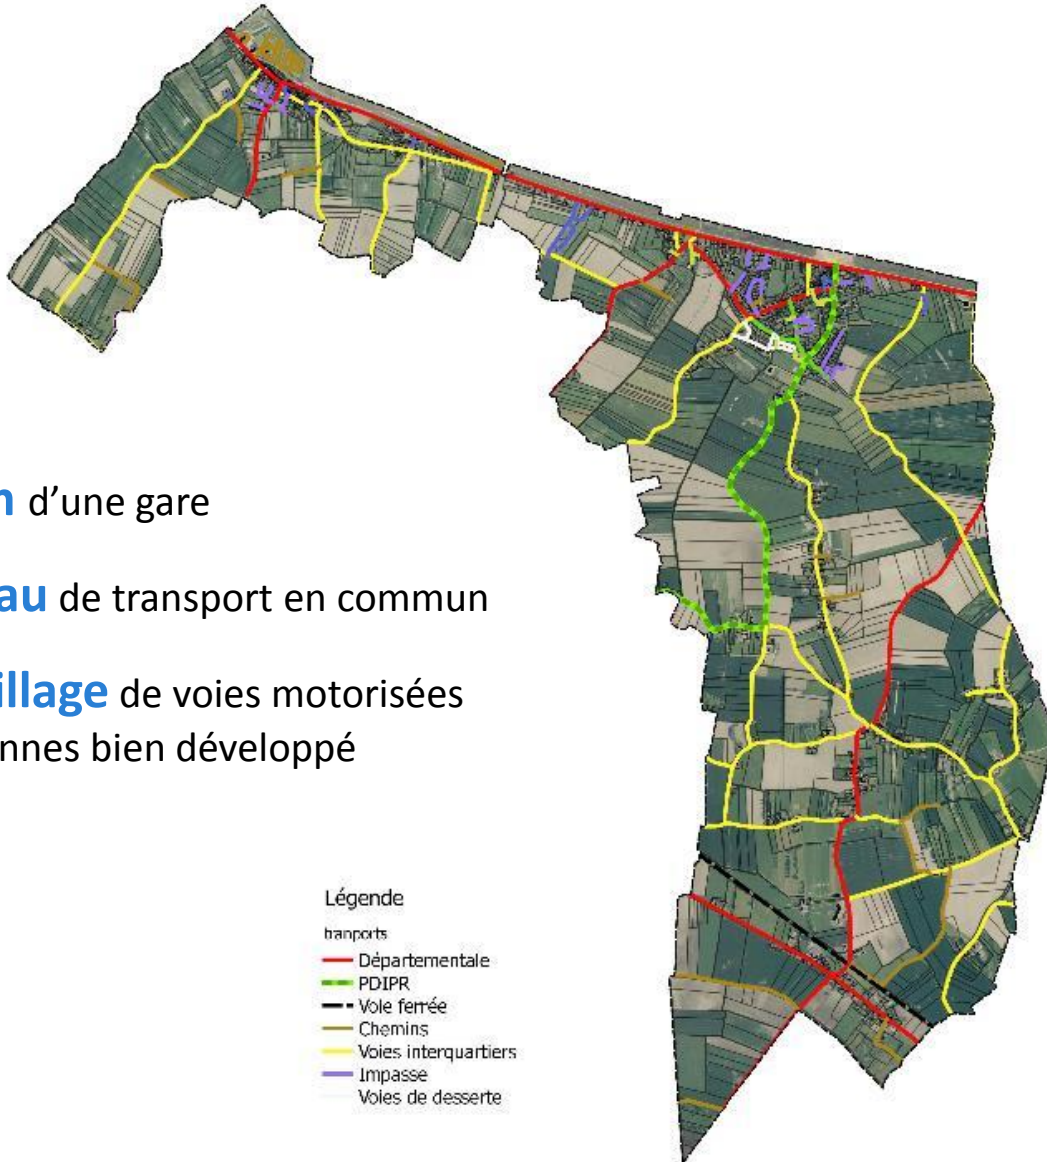 n d’une gare
au de transport en commun
illage de voies motorisées
nnes bien développé
Légende
tranports
Départementale
PDIPR
Voie ferrée
Chemins
Voies interquartiers
Impasse
Voies de desserte